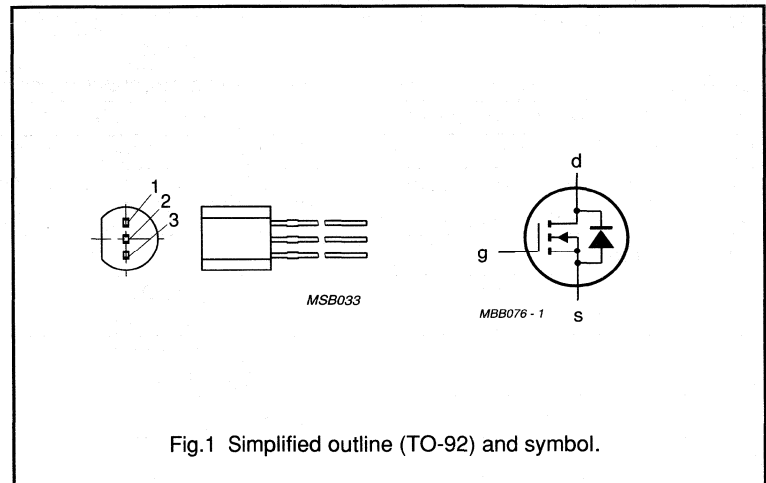 1
2
3
MSB033
d
g
MBB076 - 1
s
Fig.1 Simplified outline (TO-92) and symbol.